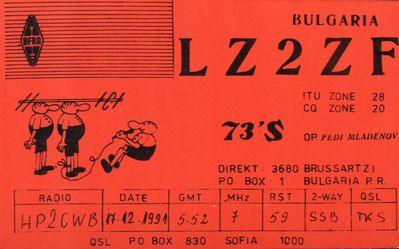 BULGARIA
BFRA
LZ2ZF
ITU ZONE 28
CQ ZONE 20
73'S
OP. FEDI MLADENOV
DIREKT: 3680 BRUSSARTZI
P.O. BOX: 1 BULGARIA P.R.
RADIO DATE GMT MHz RST 2-WAY QSL
HP2CWB 17.12.1991 5.52 7 59 SSB TKS
QSL P.O BOX 830 SOFIA 1000